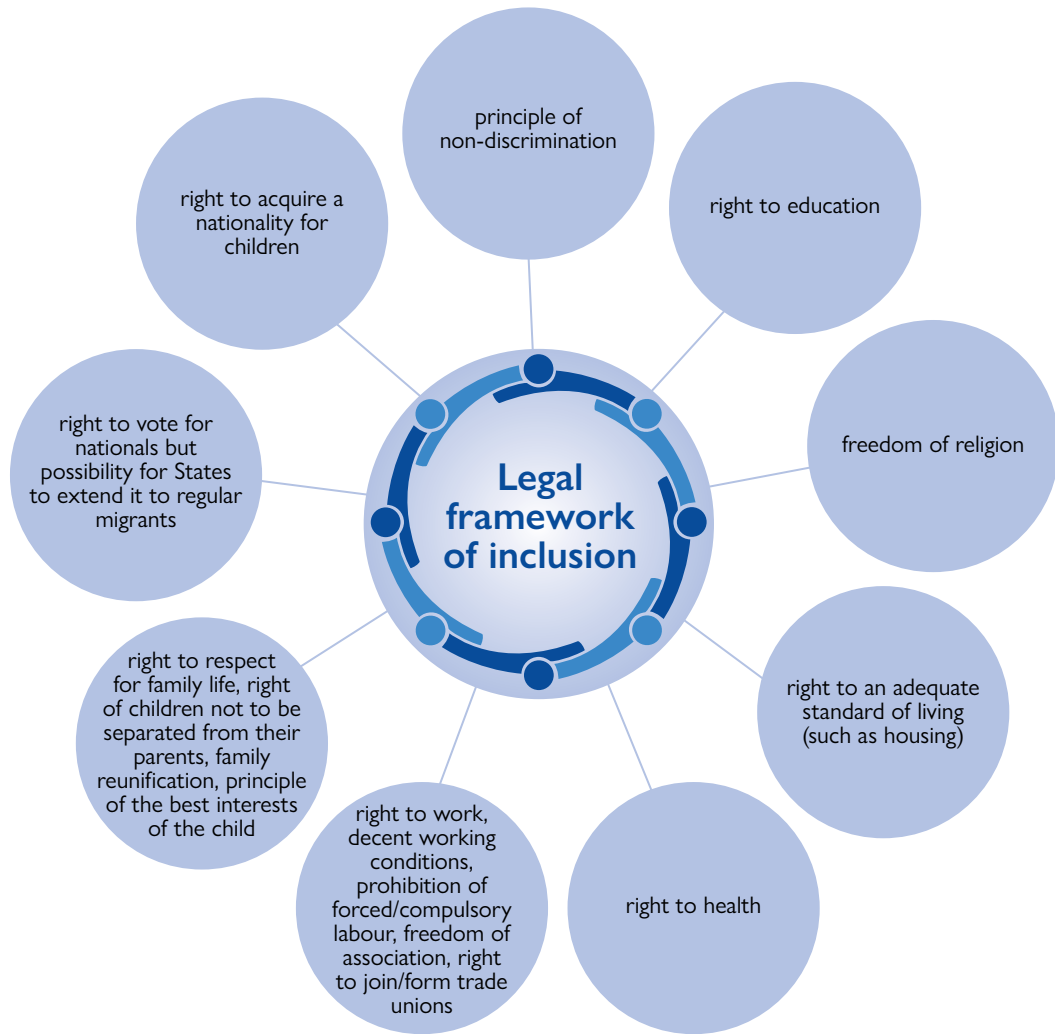 principle of
non-discrimination
right to education
freedom of religion
right to an adequate
standard of living
(such as housing)
right to health
right to work,
decent working
conditions,
prohibition of
forced/compulsory
labour, freedom of
association, right
to join/form trade
unions
right to respect
for family life, right
of children not to be
separated from their
parents, family
reunification, principle
of the best interests
of the child
right to vote for
nationals but
possibility for States
to extend it to regular
migrants
right to acquire a
nationality for
children
Legal
framework
of inclusion